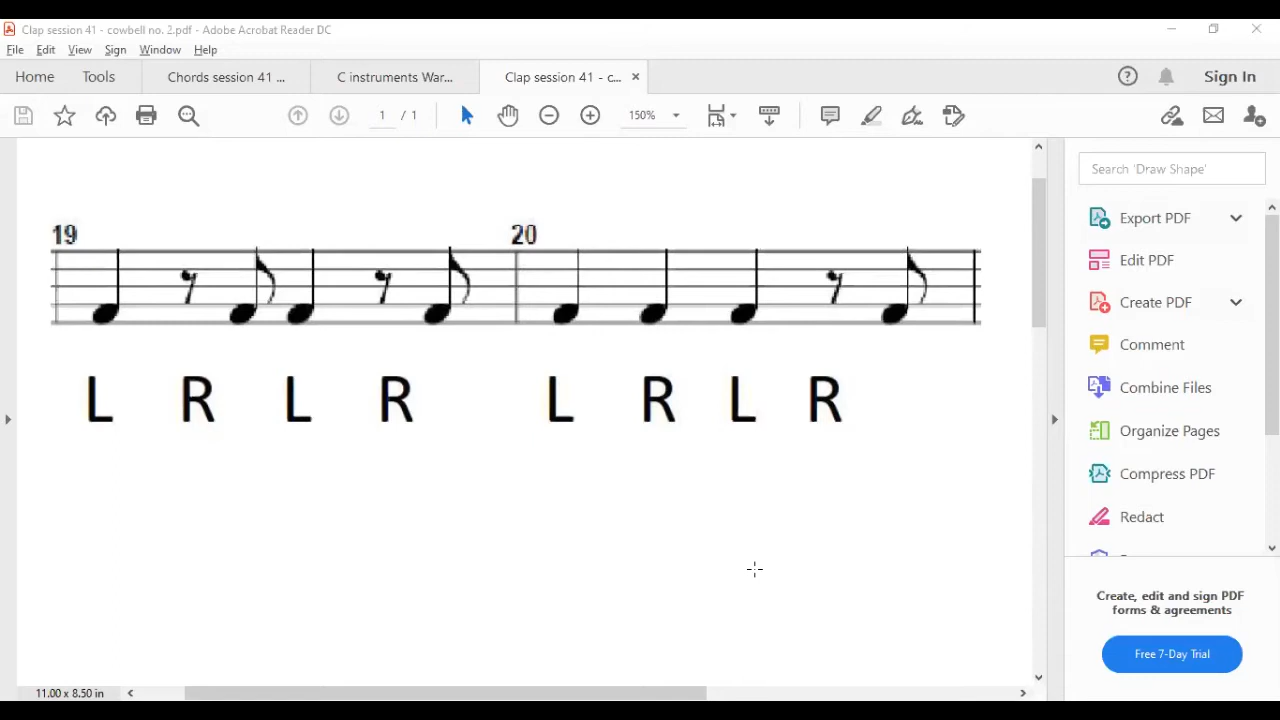 Clap session 41 - cowbell no. 2.pdf - Adobe Acrobat Reader DC
File Edit View Sign Window Help
Home Tools Chords session 41 ... C instruments War... Clap session 41 - c... ×
1 / 1 150% Sign In
Search 'Draw Shape'
19 20
L R L R L R L R
Export PDF
Edit PDF
Create PDF
Comment
Combine Files
Organize Pages
Compress PDF
Redact
Create, edit and sign PDF
forms & agreements
Free 7-Day Trial
11.00 x 8.50 in